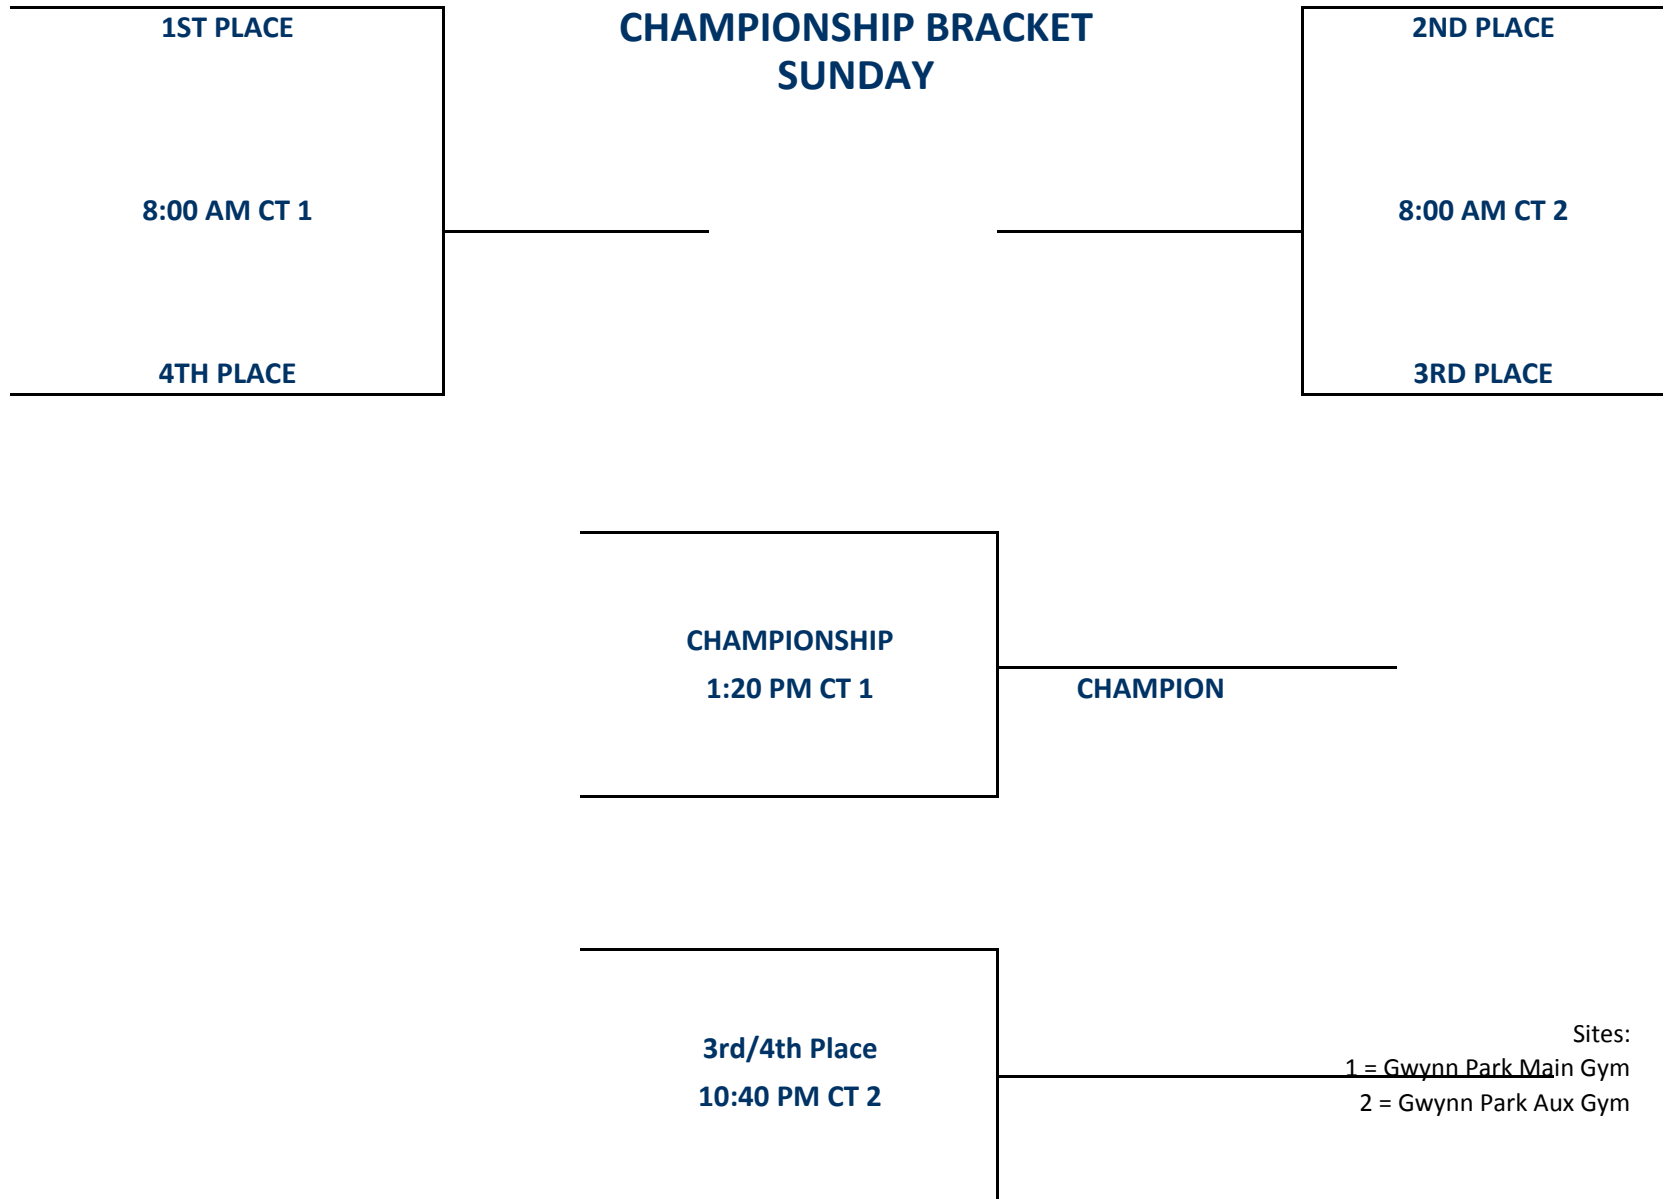 1ST PLACE
CHAMPIONSHIP BRACKET
SUNDAY
2ND PLACE
8:00 AM CT 1
8:00 AM CT 2
4TH PLACE
3RD PLACE
CHAMPIONSHIP
1:20 PM CT 1
CHAMPION
3rd/4th Place
10:40 PM CT 2
Sites:
1 = Gwynn Park Main Gym
2 = Gwynn Park Aux Gym